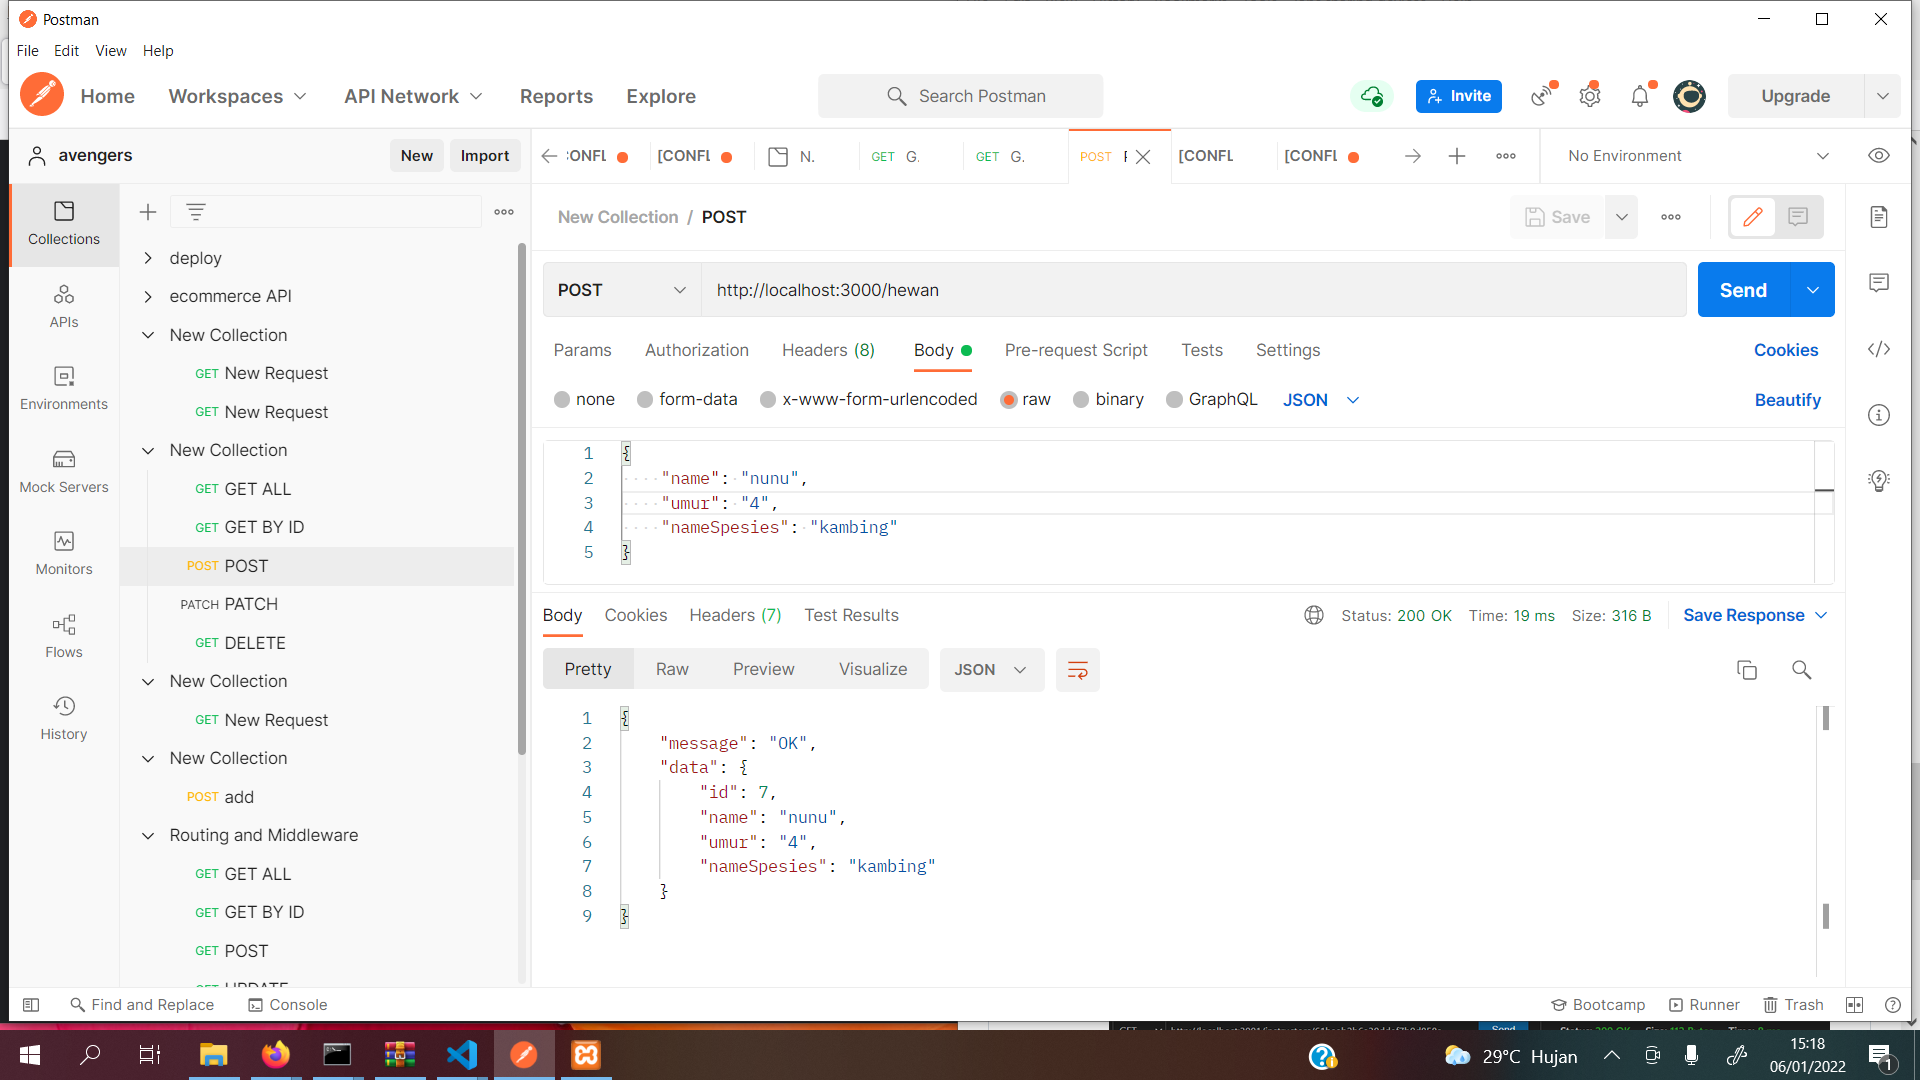 Postman
File Edit View Help
Home Workspaces API Network Reports Explore Search Postman Invite Upgrade
avengers New Import [CONFL N. GET G. GET G. POST [CONFL [CONFL No Environment
Collections
APIs
Environments
Mock Servers
Monitors
Flows
History
deploy
ecommerce API
New Collection
GET New Request
GET New Request
New Collection
GET GET ALL
GET GET BY ID
POST POST
PATCH PATCH
GET DELETE
New Collection
GET New Request
New Collection
POST add
Routing and Middleware
GET GET ALL
GET GET BY ID
GET POST
GET UPDATE
New Collection / POST Save
POST http://localhost:3000/hewan Send
Params Authorization Headers (8) Body Pre-request Script Tests Settings Cookies
none form-data x-www-form-urlencoded raw binary GraphQL JSON Beautify
1 {
2 "name": "nunu",
3 "umur": "4",
4 "nameSpesies": "kambing"
5 }
Body Cookies Headers (7) Test Results Status: 200 OK Time: 19 ms Size: 316 B Save Response
Pretty Raw Preview Visualize JSON
1 {
2 "message": "OK",
3 "data": {
4 "id": 7,
5 "name": "nunu",
6 "umur": "4",
7 "nameSpesies": "kambing"
8 }
9 }
Find and Replace Console Bootcamp Runner Trash
29°C Hujan 15:18
06/01/2022 1